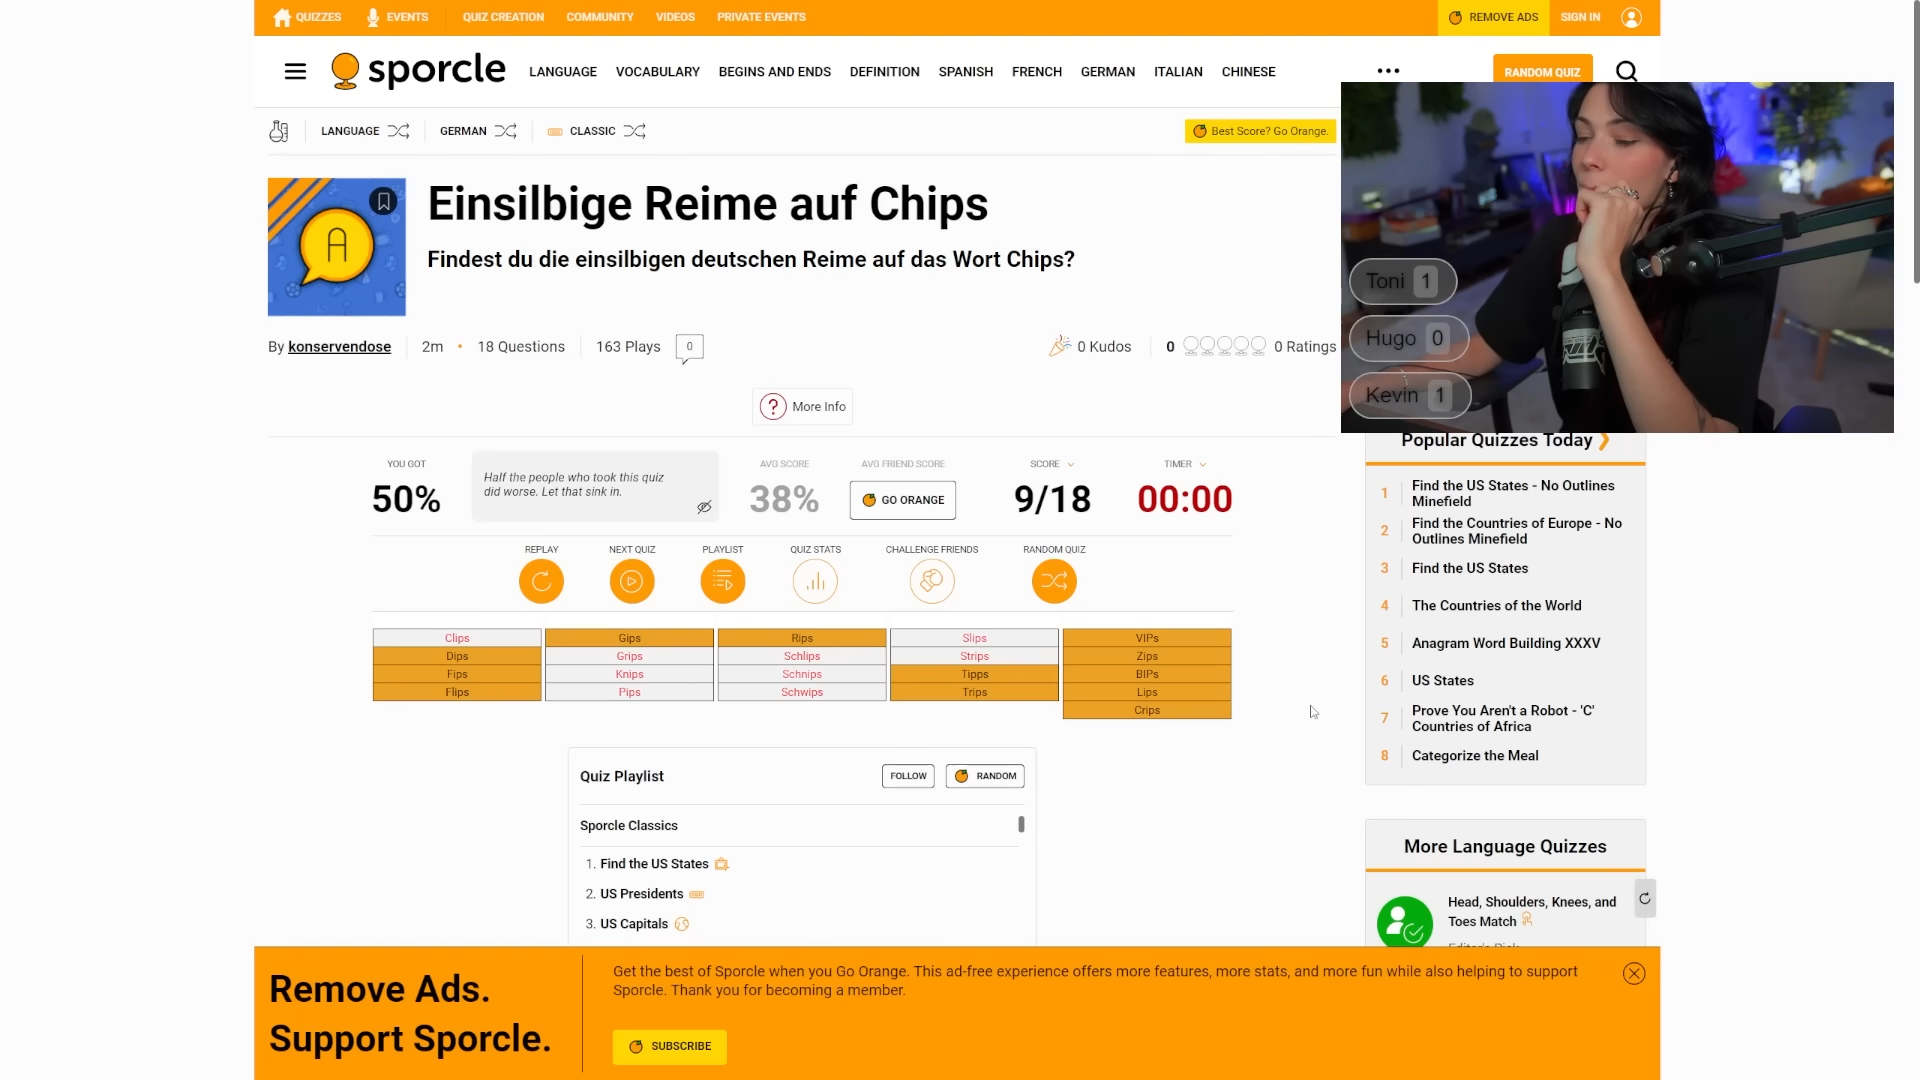 QUIZZES
EVENTS
QUIZ CREATION
COMMUNITY
VIDEOS
PRIVATE EVENTS
REMOVE ADS
SIGN IN
sporcle
LANGUAGE
VOCABULARY
BEGINS AND ENDS
DEFINITION
SPANISH
FRENCH
GERMAN
ITALIAN
CHINESE
RANDOM QUIZ
LANGUAGE
GERMAN
CLASSIC
Best Score? Go Orange.
A
Einsilbige Reime auf Chips
Findest du die einsilbigen deutschen Reime auf das Wort Chips?
By konservendose
2m • 18 Questions
163 Plays
0
0 Kudos
0
0 Ratings
Toni 1
Hugo 0
Kevin 1
? More Info
YOU GOT
50%
Half the people who took this quiz
did worse. Let that sink in.
AVG SCORE
38%
AVG FRIEND SCORE
GO ORANGE
SCORE
9/18
TIMER
00:00
REPLAY
NEXT QUIZ
PLAYLIST
QUIZ STATS
CHALLENGE FRIENDS
RANDOM QUIZ
Clips
Dips
Fips
Flips
Gips
Grips
Knips
Pips
Rips
Schlips
Schnips
Schwips
Slips
Strips
Tipps
Trips
VIPs
Zips
BIPs
Lips
Crips
Quiz Playlist
FOLLOW
RANDOM
Sporcle Classics
1. Find the US States
2. US Presidents
3. US Capitals
Popular Quizzes Today
1 Find the US States - No Outlines
Minefield
2 Find the Countries of Europe - No
Outlines Minefield
3 Find the US States
4 The Countries of the World
5 Anagram Word Building XXXV
6 US States
7 Prove You Aren't a Robot - 'C'
Countries of Africa
8 Categorize the Meal
More Language Quizzes
Head, Shoulders, Knees, and
Toes Match
Editor's Pick
Remove Ads.
Support Sporcle.
Get the best of Sporcle when you Go Orange. This ad-free experience offers more features, more stats, and more fun while also helping to support
Sporcle. Thank you for becoming a member.
SUBSCRIBE